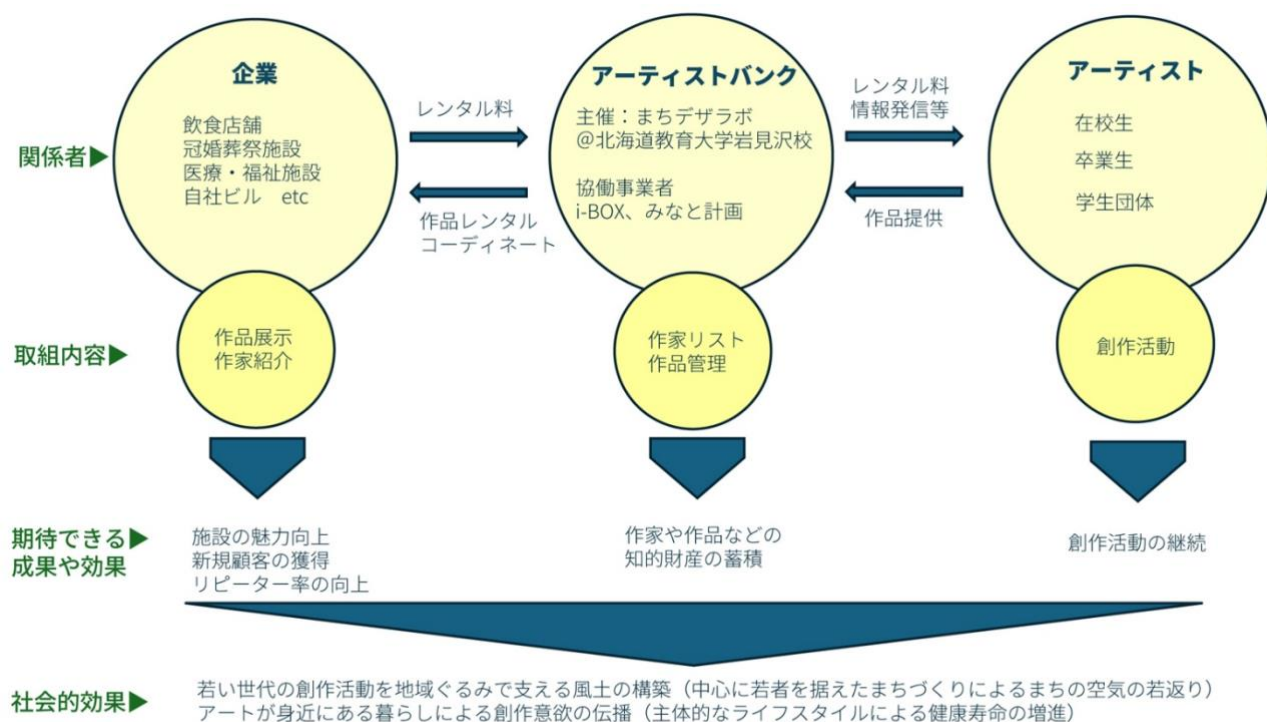 企業
飲食店舗
冠婚葬祭施設
医療・福祉施設
自社ビル　etc
レンタル料
作品レンタル
コーディネート
アーティストバンク
主催：まちデザラボ
@北海道教育大学岩見沢校
協働事業者
i-BOX、みなと計画
レンタル料
情報発信等
作品提供
アーティスト
在校生
卒業生
学生団体
関係者▶
取組内容▶
作品展示
作家紹介
作家リスト
作品管理
創作活動
期待できる▶
成果や効果
施設の魅力向上
新規顧客の獲得
リピーター率の向上
作家や作品などの
知的財産の蓄積
創作活動の継続
社会的効果▶
若い世代の創作活動を地域ぐるみで支える風土の構築（中心に若者を据えたまちづくりによるまちの空気の若返り）
アートが身近にある暮らしによる創作意欲の伝播（主体的なライフスタイルによる健康寿命の増進）